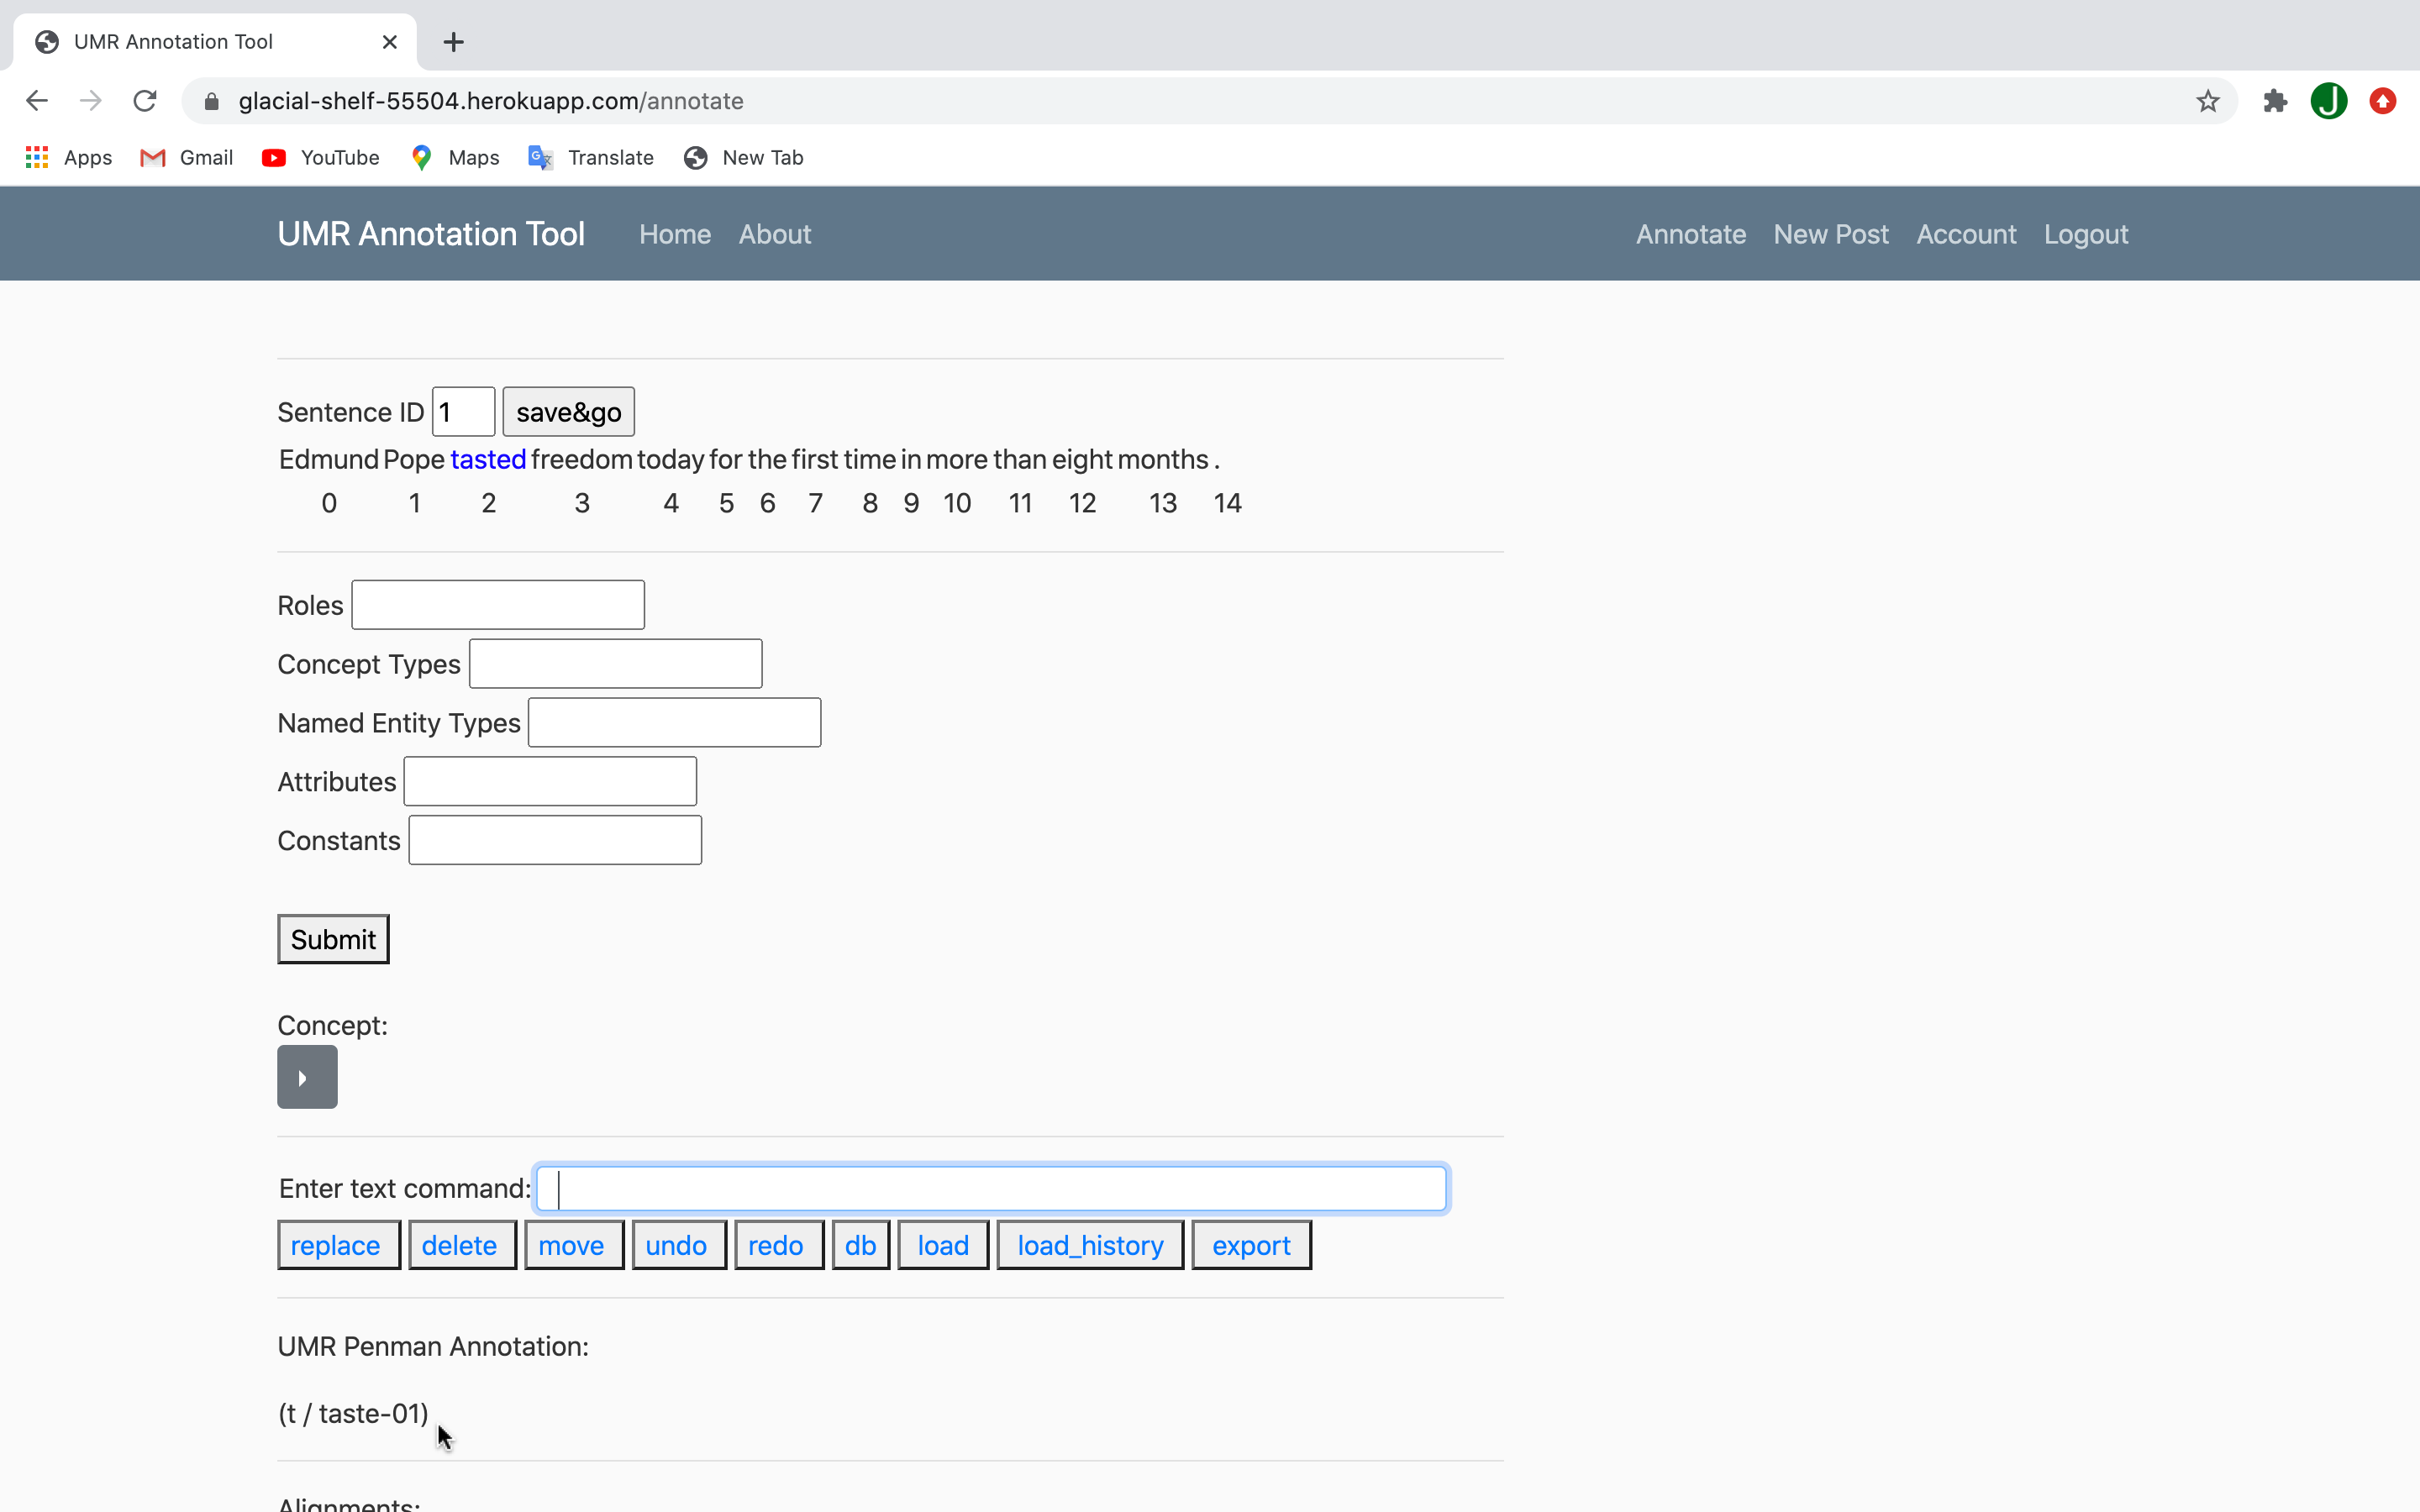 UMR Annotation Tool
glacial-shelf-55504.herokuapp.com/annotate
J
Apps Gmail YouTube Maps Translate New Tab
UMR Annotation Tool Home About Annotate New Post Account Logout
Sentence ID 1 save&go
Edmund Pope tasted freedom today for the first time in more than eight months .
0 1 2 3 4 5 6 7 8 9 10 11 12 13 14
Roles
Concept Types
Named Entity Types
Attributes
Constants
Submit
Concept:
Enter text command:
replace delete move undo redo db load load_history export
UMR Penman Annotation:
(t / taste-01)
Alignments: